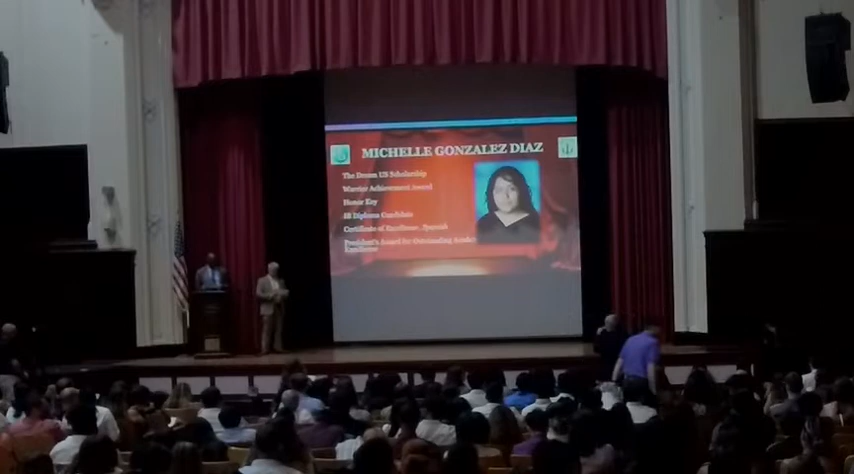 MICHELLE GONZALEZ DIAZ
The Dream US Scholarship
Warrior Achievement Award
Honor Key
IB Diploma Candidate
Certificate of Excellence, Spanish
President's Award for Outstanding
Excellence